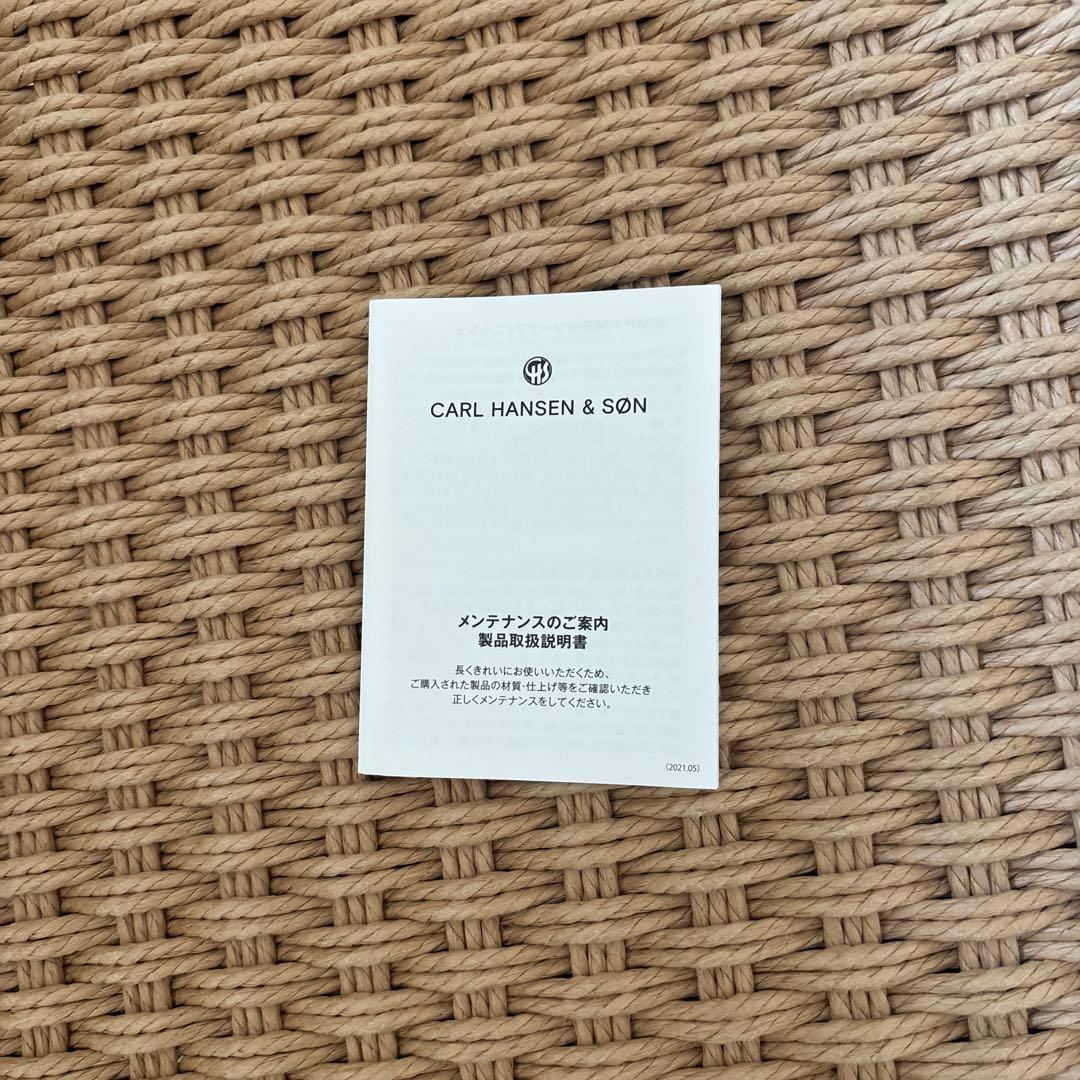 CHS
CARL HANSEN & SØN
メンテナンスのご案内
製品取扱説明書
長くきれいにお使いいただくため、
ご購入された製品の材質・仕上げ等をご確認いただき
正しくメンテナンスをしてください。
（2021.05）